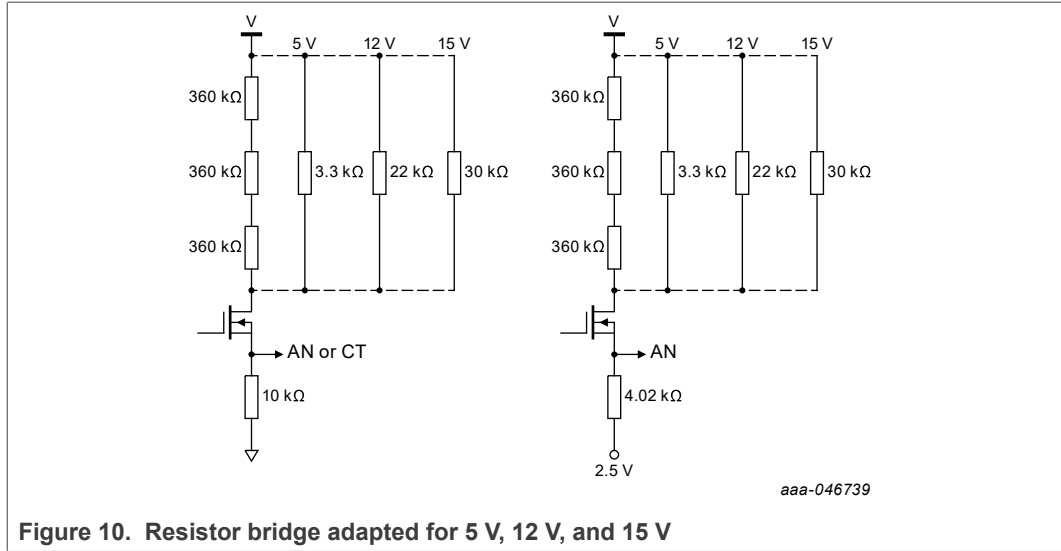 V
5 V 12 V 15 V
360 kΩ
360 kΩ 3.3 kΩ 22 kΩ 30 kΩ
360 kΩ
AN or CT
10 kΩ
V
5 V 12 V 15 V
360 kΩ
360 kΩ 3.3 kΩ 22 kΩ 30 kΩ
360 kΩ
AN
4.02 kΩ
2.5 V
aaa-046739
Figure 10. Resistor bridge adapted for 5 V, 12 V, and 15 V